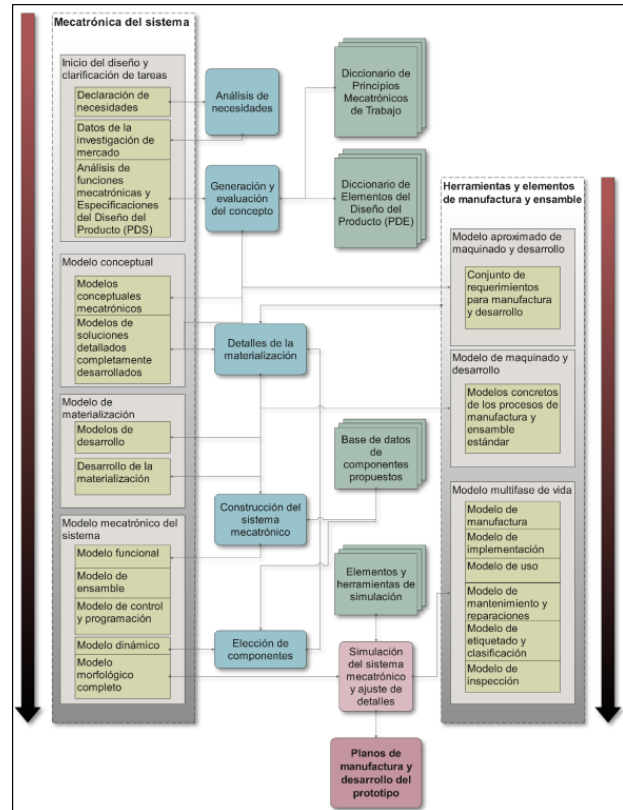 Mecatrónica del sistema
Inicio del diseño y
clarificación de tareas
Declaración de
necesidades
Datos de la
investigación de
mercado
Análisis de
funciones mecatrónicas y
Especificaciones
del Diseño del
Producto (PDS)
Modelo conceptual
Modelos
conceptuales
mecatrónicos
Modelos de
soluciones
detallados
completamente
desarrollados
Modelo de
materialización
Modelos de
desarrollo
Desarrollo de la
materialización
Modelo mecatrónico del
sistema
Modelo funcional
Modelo de
ensamble
Modelo de control
y programación
Modelo dinámico
Modelo
morfológico
completo
Análisis de
necesidades
Generación y
evaluación del
concepto
Detalles de la
materialización
Construcción del
sistema
mecatrónico
Elección de
componentes
Diccionario de
Principios
Mecatrónicos
de Trabajo
Diccionario de
Elementos del
Diseño del
Producto (PDE)
Base de datos
de
componentes
propuestos
Elementos y
herramientas de
simulación
Simulación
del sistema
mecatrónico
y ajuste de
detalles
Planos de
manufactura y
desarrollo del
prototipo
Herramientas y elementos
de manufactura y ensamble
Modelo aproximado de
maquinado y desarrollo
Conjunto de
requerimientos
para manufactura
y desarrollo
Modelo de maquinado y
desarrollo
Modelos concretos
de los procesos de
manufactura y
ensamble
estándar
Modelo multifase de vida
Modelo de
manufactura
Modelo de
implementación
Modelo de uso
Modelo de
mantenimiento y
reparaciones
Modelo de
etiquetado y
clasificación
Modelo de
inspección